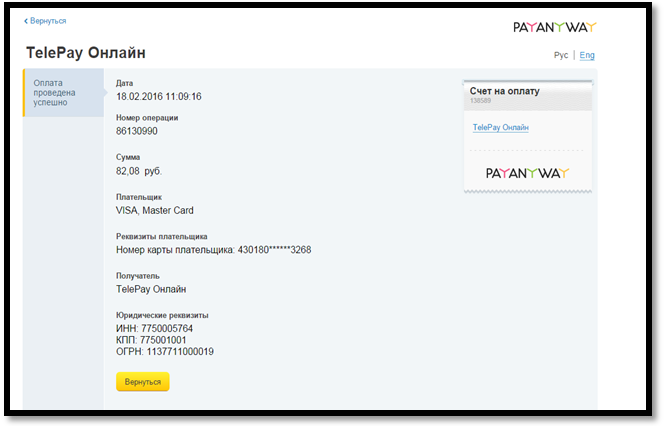 Вернуться
PAYANYWAY
TelePay Онлайн
Рус | Eng
Оплата
проведена
успешно
Дата
18.02.2016 11:09:16
Номер операции
86130990
Сумма
82,08 руб.
Плательщик
VISA, Master Card
Реквизиты плательщика
Номер карты плательщика: 430180******3268
Получатель
TelePay Онлайн
Юридические реквизиты
ИНН: 7750005764
КПП: 775001001
ОГРН: 1137711000019
Вернуться
Счет на оплату
138589
TelePay Онлайн
PAYANYWAY